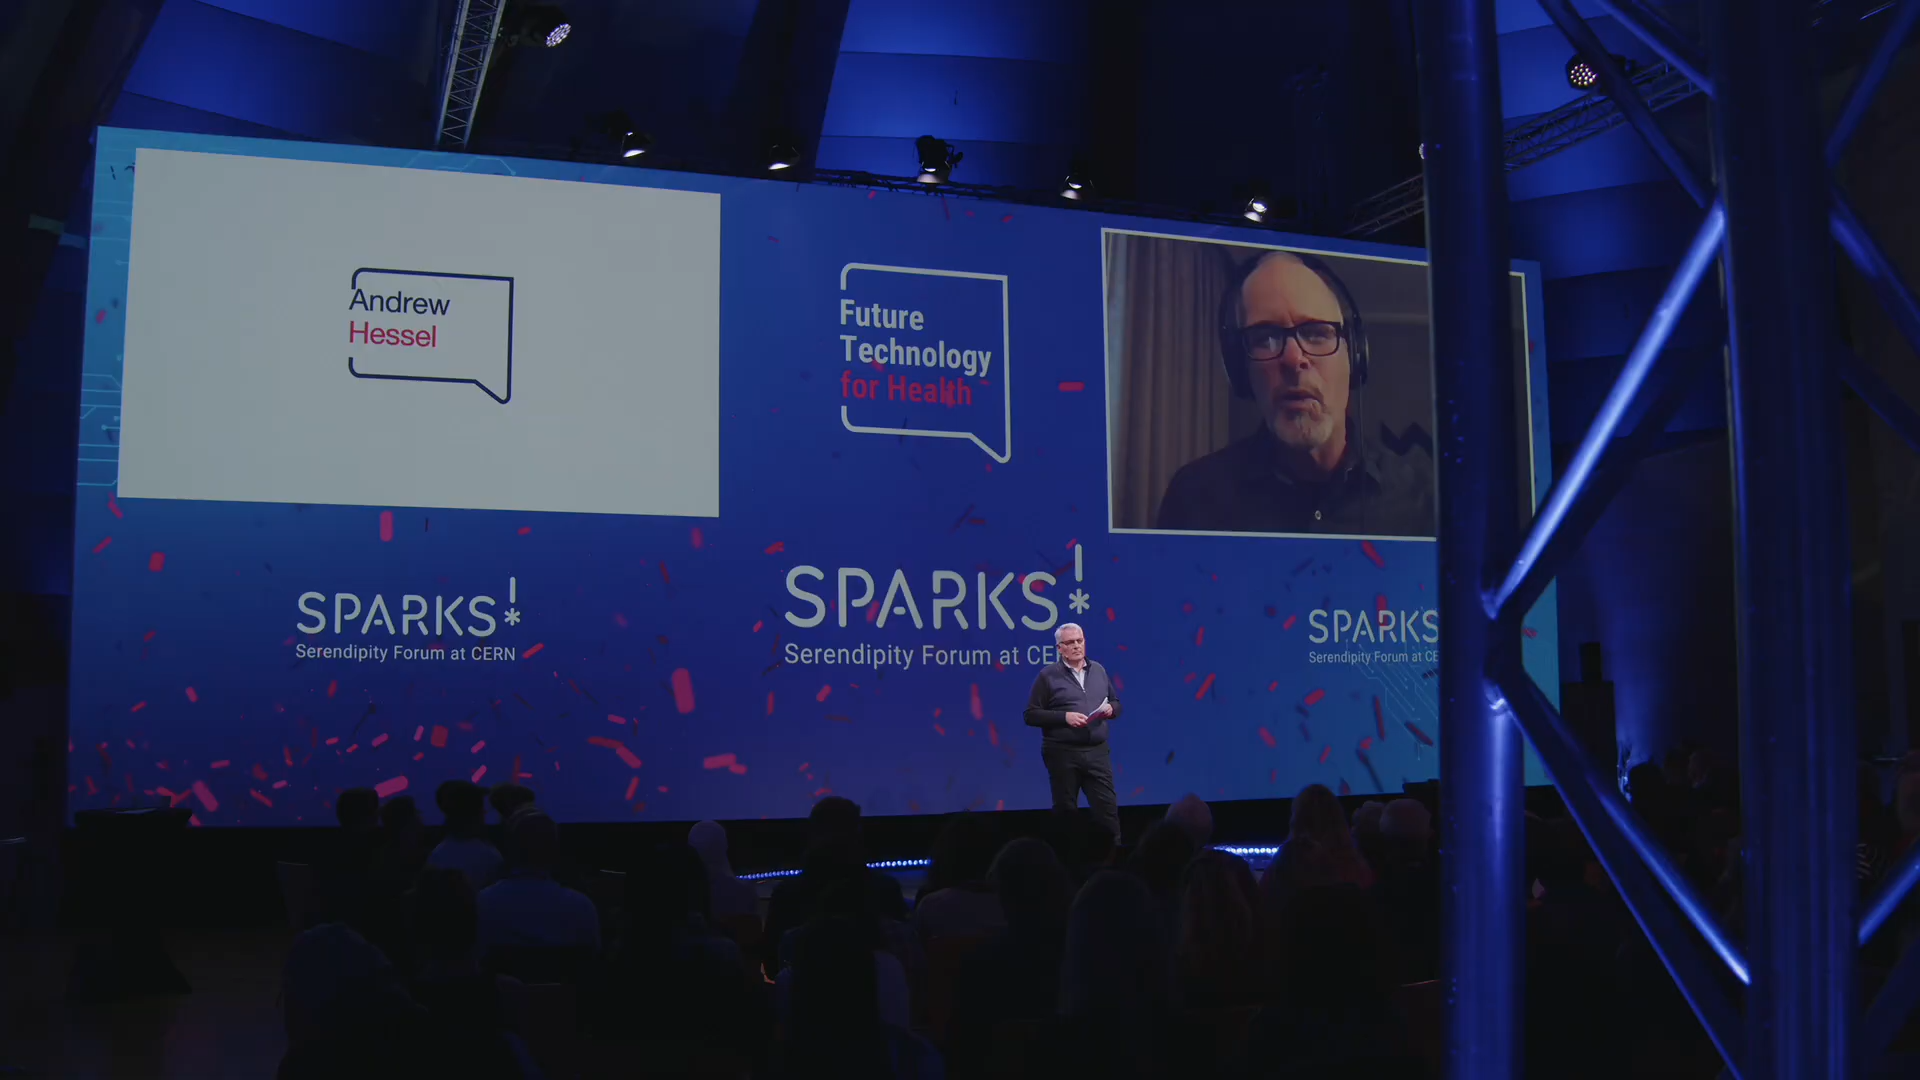 Andrew
Hessel
Future
Technology
for Health
SPARKS!
Serendipity Forum at CERN
SPARKS!
Serendipity Forum at CE
SPARKS
Serendipity Forum at CE